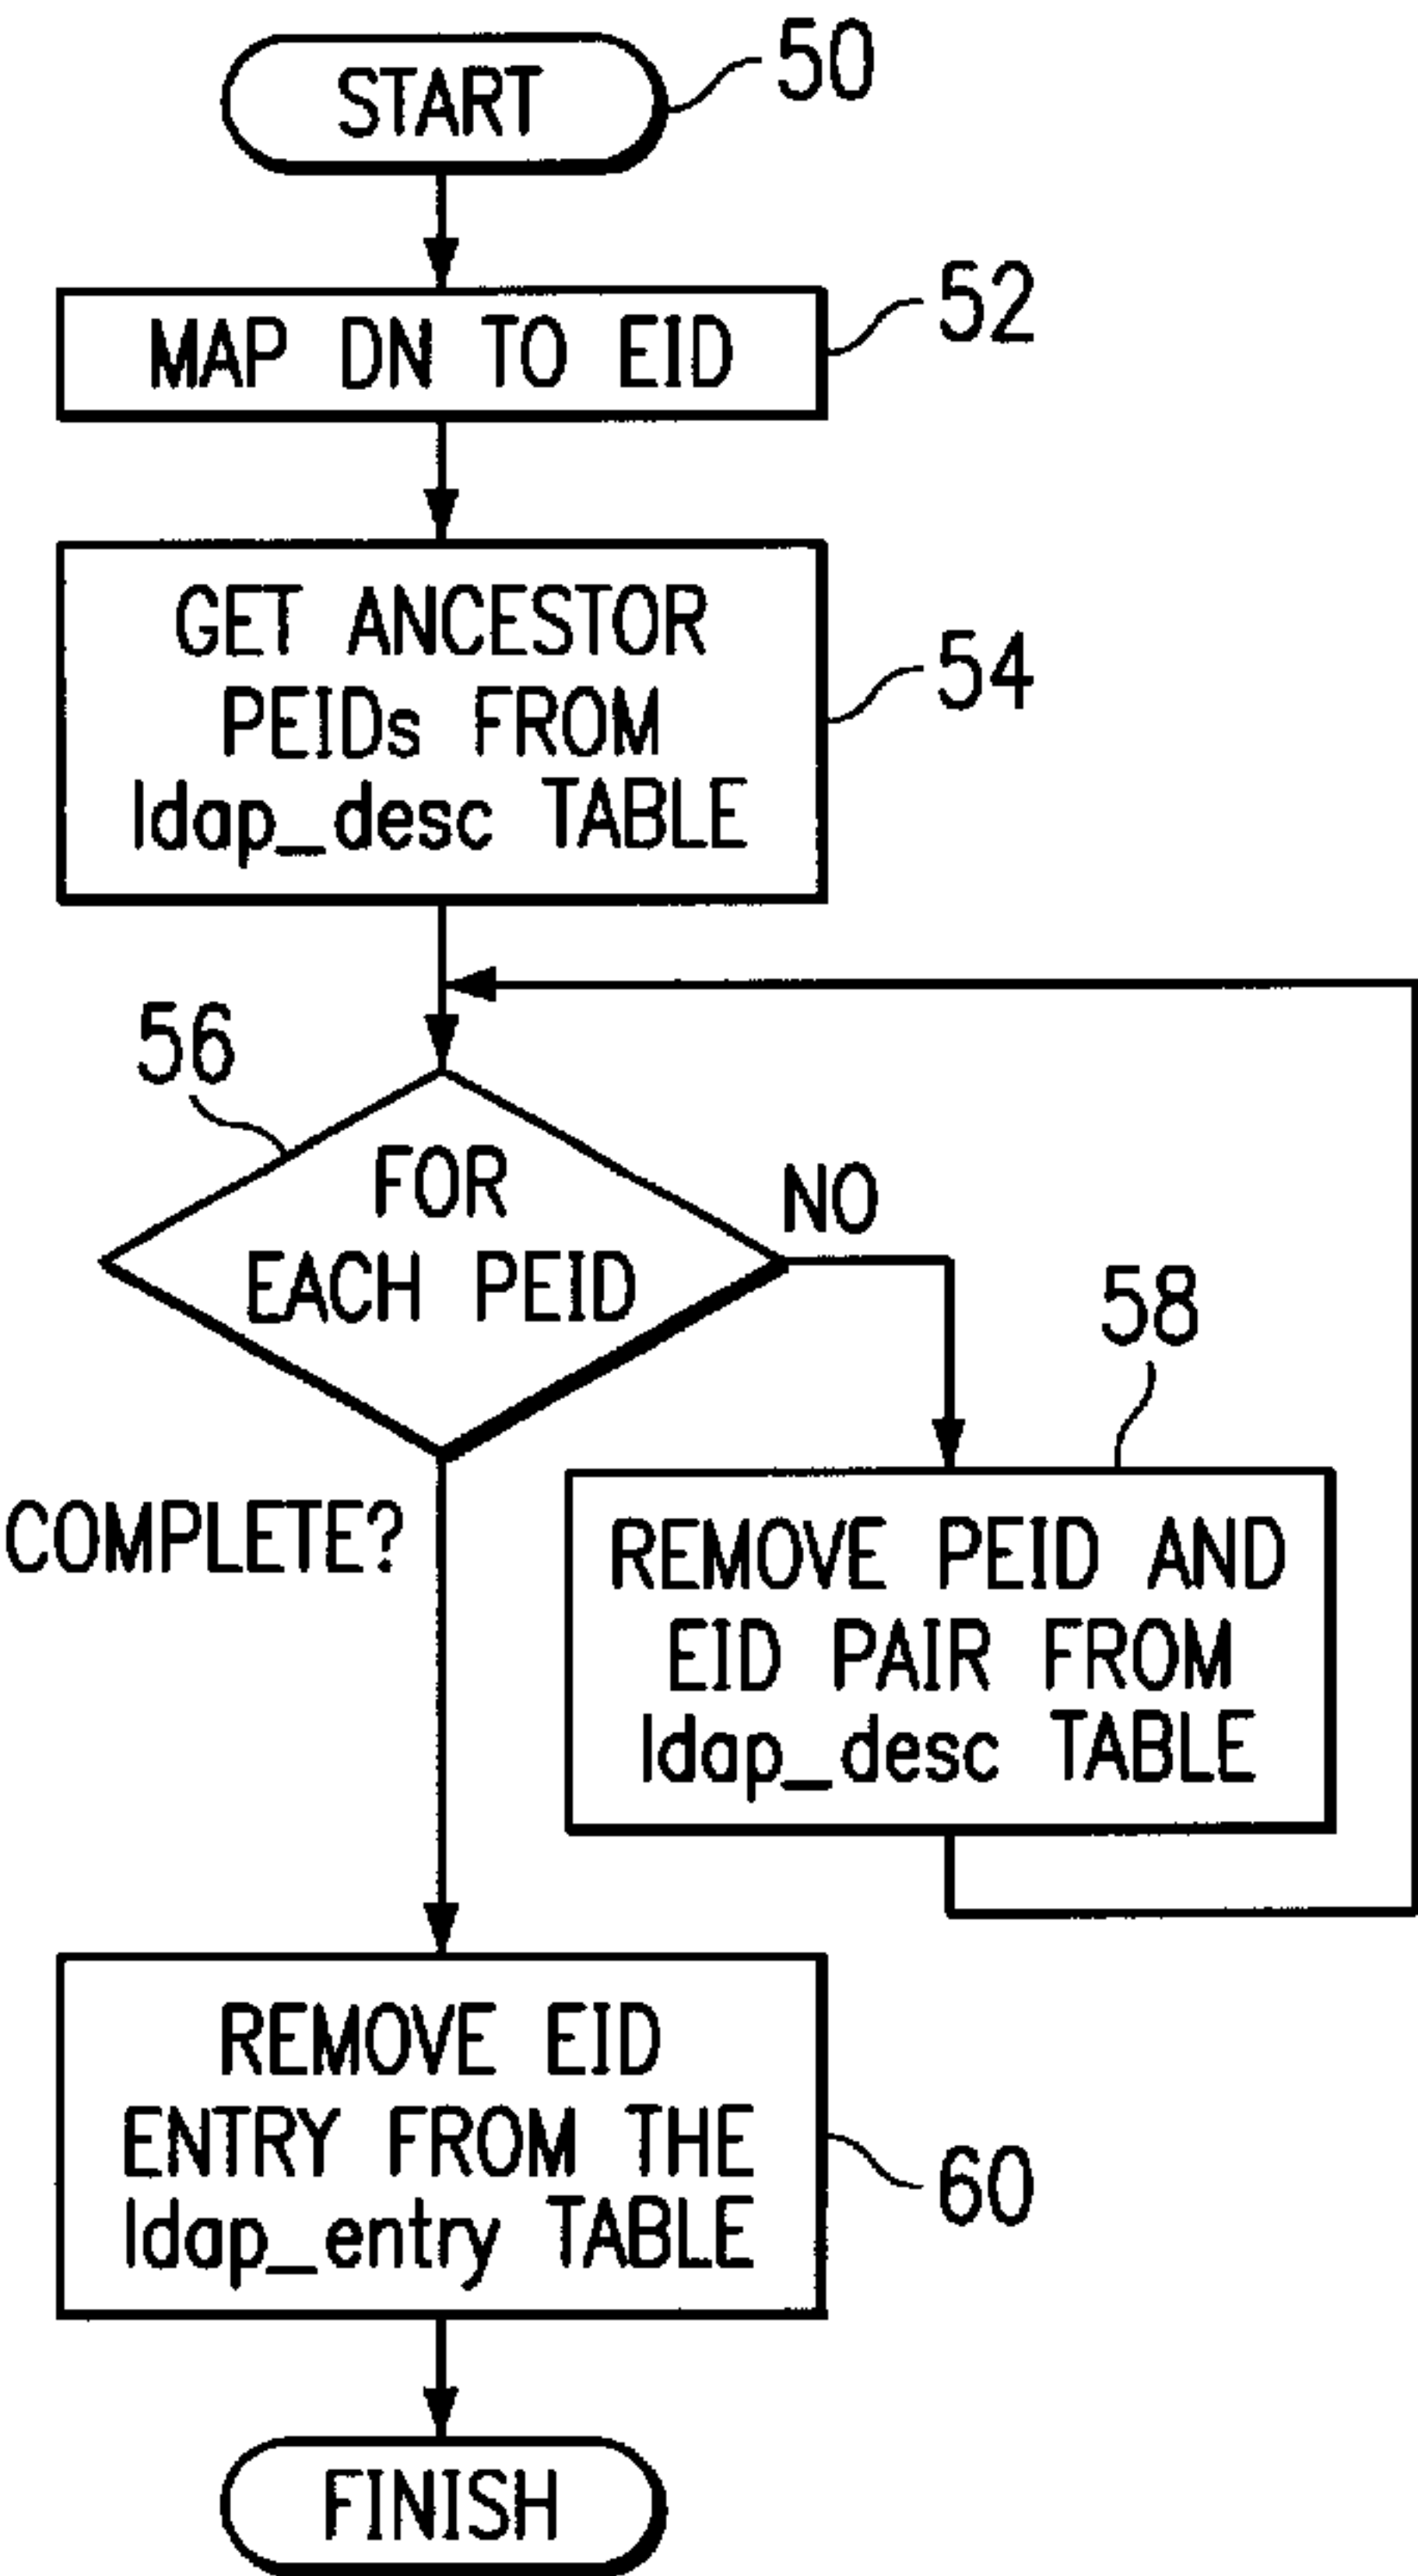 START
50
MAP DN TO EID
52
GET ANCESTOR
PEIDs FROM
ldap_desc TABLE
54
56
FOR
EACH PEID
NO
58
COMPLETE?
REMOVE PEID AND
EID PAIR FROM
ldap_desc TABLE
REMOVE EID
ENTRY FROM THE
ldap_entry TABLE
60
FINISH